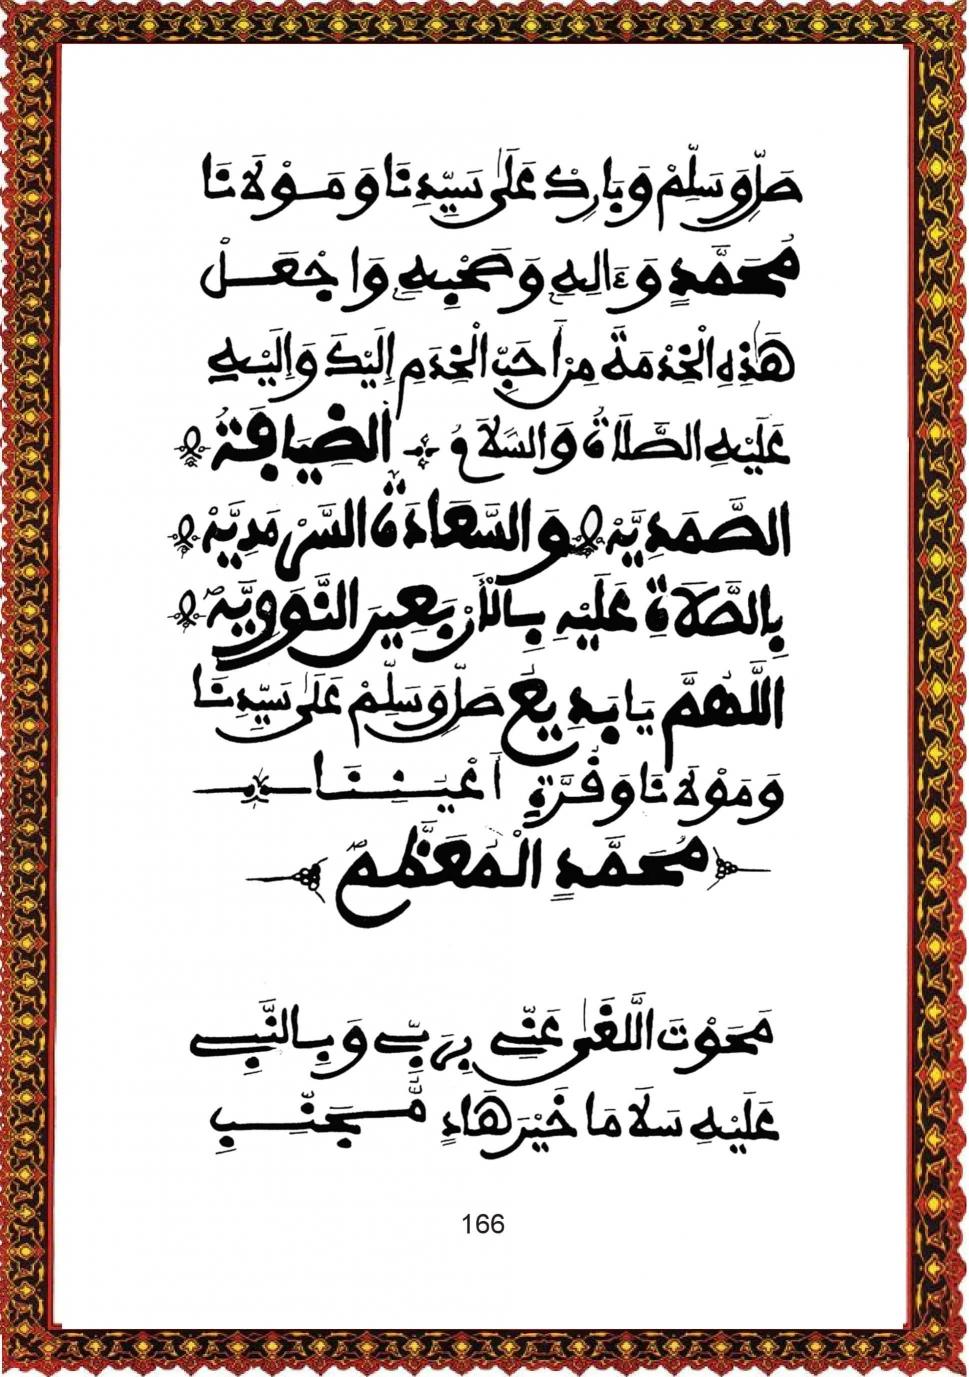 صَلِّ وَسَلِّمْ وَبَارِكْ عَلَىٰ سَيِّدِنَا وَمَوْلَانَا
مُحَمَّدٍ وَءَالِهِ وَصَحْبِهِ وَاجْعَلْ
هَٰذِهِ الْخِدْمَةَ مِنْ أَحَبِّ الْخِدَمِ إِلَيْكَ وَإِلَيْهِ
عَلَيْهِ الصَّلَاةُ وَالسَّلَامُ الضِّيَافَةُ
الصَّمَدِيَّةْ وَالسَّعَادَةُ السَّرْمَدِيَّةْ
بِالصَّلَاةِ عَلَيْهِ بِالْأَرْبَعِينَ النَّوَوِيَّةْ
اللَّهُمَّ يَا بَدِيعُ صَلِّ وَسَلِّمْ عَلَىٰ سَيِّدِنَا
وَمَوْلَانَا وَقُرَّةِ أَعْيُنِنَا
مُحَمَّدٍ الْمُعَظَّمْ
مَحَوْتَ اللَّغَىٰ عَنِّي بِرَبِّي وَبِالنَّبِي
عَلَيْهِ سَلَامَا خَيْرَ هَادٍ مُّجَنِّبِ
166